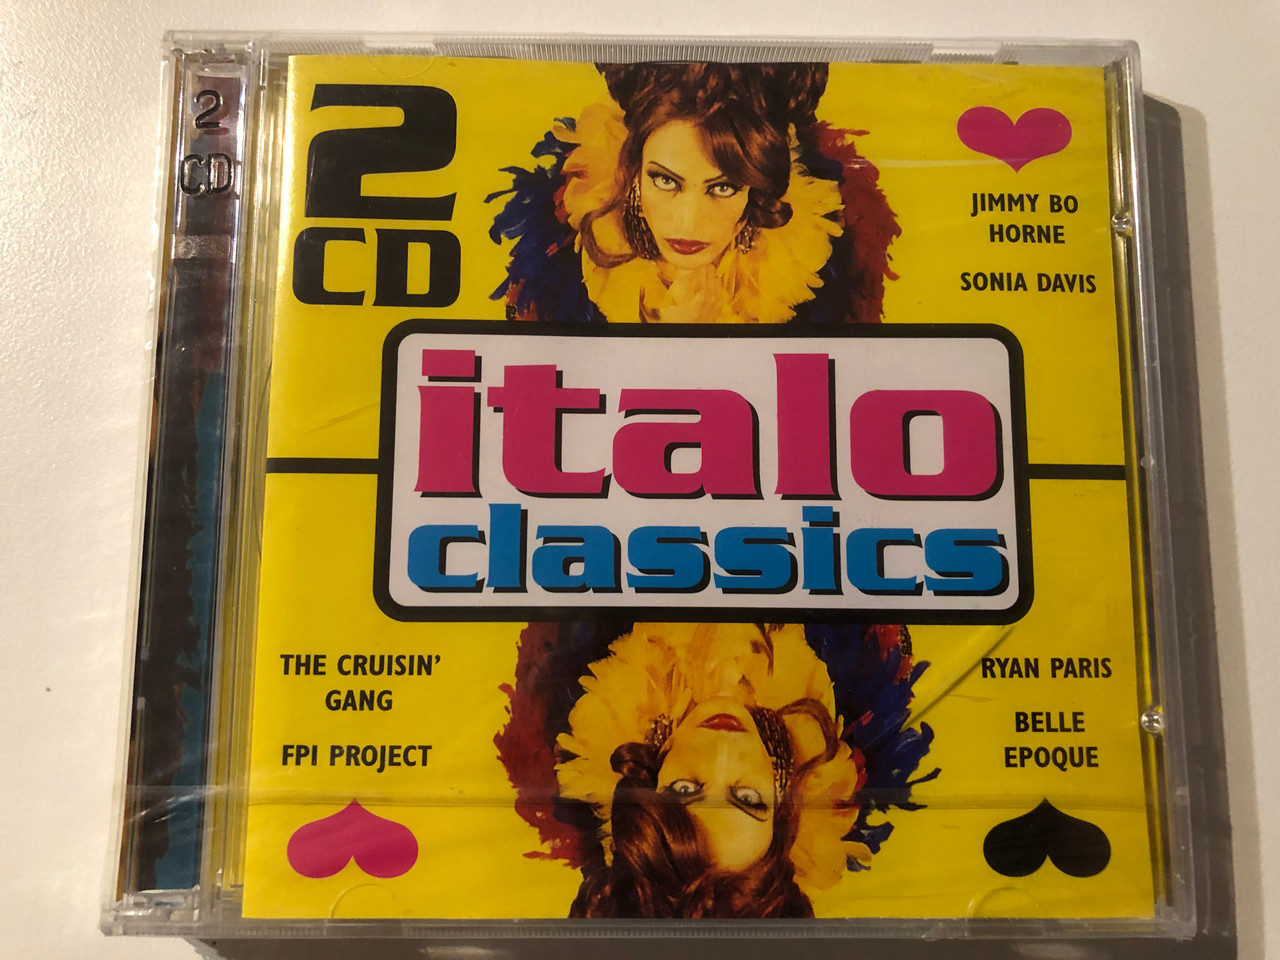 2
CD
2
CD
JIMMY BO
HORNE
SONIA DAVIS
italo
classics
THE CRUISIN'
GANG
FPI PROJECT
RYAN PARIS
BELLE
EPOQUE